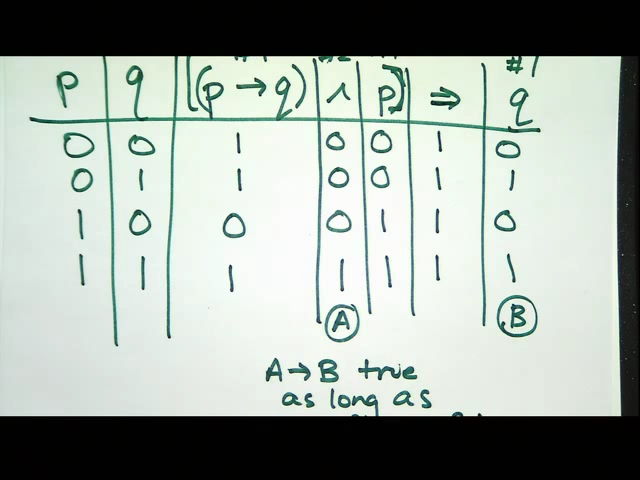 #1
p q [(p → q) ∧ p] ⇒ q
0 0 1 0 0 1 0
0 1 1 0 0 1 1
1 0 0 0 1 1 0
1 1 1 1 1 1 1
A B
A → B true
as long as